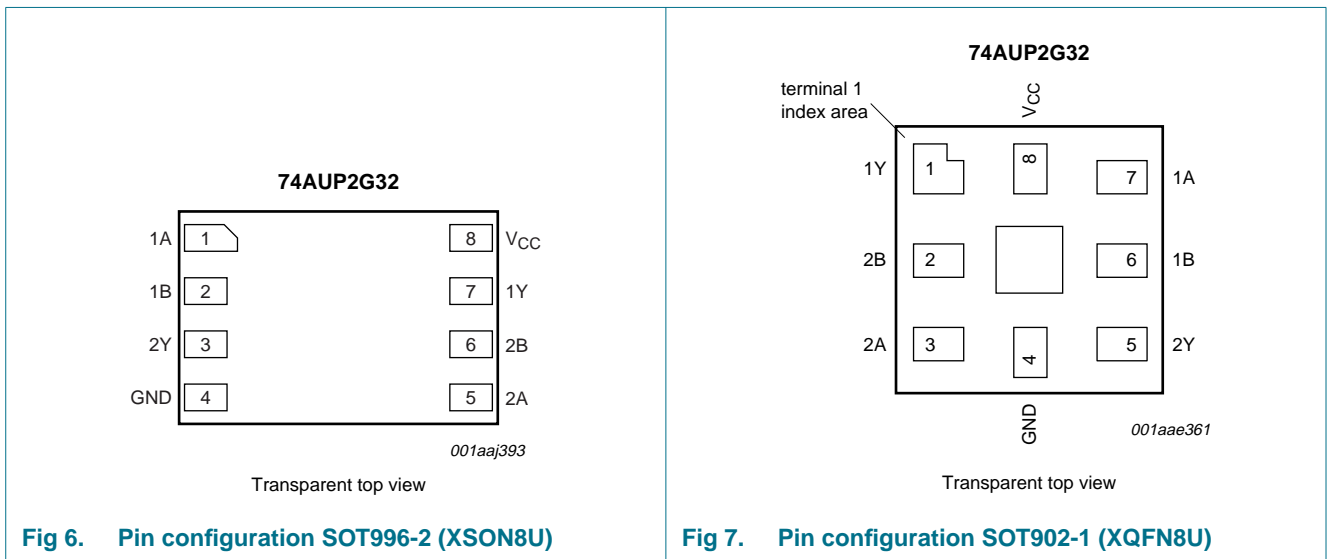 74AUP2G32
1A 1 8 VCC
1B 2 7 1Y
2Y 3 6 2B
GND 4 5 2A
001aaj393
Transparent top view
Fig 6. Pin configuration SOT996-2 (XSON8U)
74AUP2G32
terminal 1
index area
VCC
1Y 1 8 7 1A
2B 2 6 1B
2A 3 4 5 2Y
GND
001aae361
Transparent top view
Fig 7. Pin configuration SOT902-1 (XQFN8U)